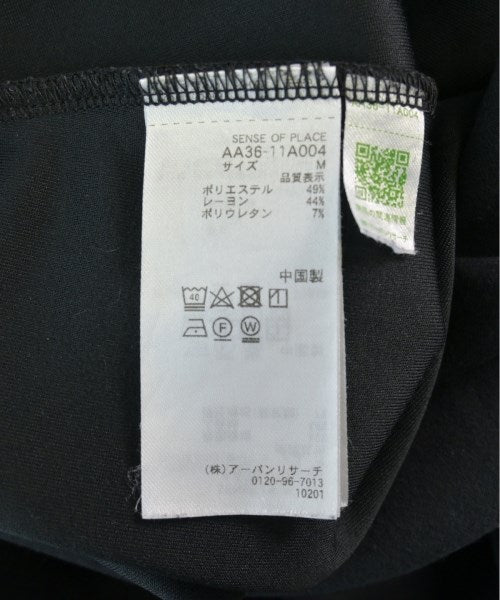 SENSE OF PLACE
AA36-11A004
サイズ M
品質表示
ポリエステル 49%
レーヨン 44%
ポリウレタン 7%
中国製
40
F W
(株)アーバンリサーチ
0120-96-7013
10201